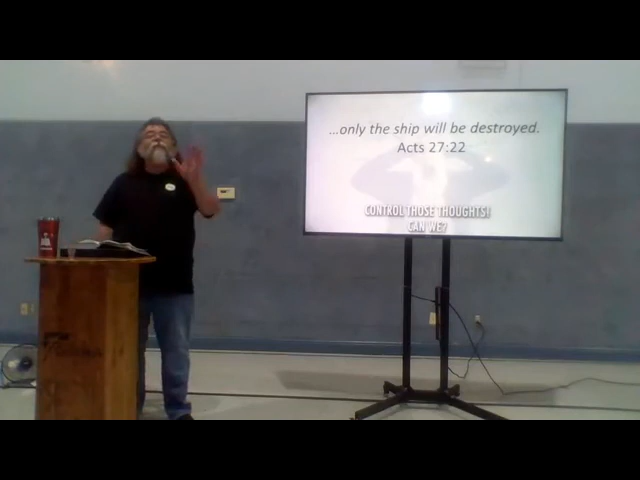 ...only the ship will be destroyed.
Acts 27:22
CONTROL THOSE THOUGHTS!
CAN WE?